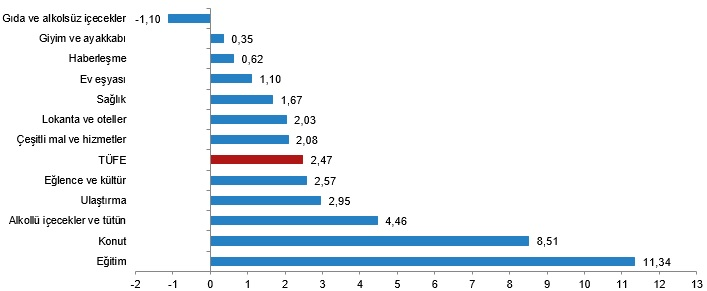 Gıda ve alkolsüz içecekler -1,10
Giyim ve ayakkabı 0,35
Haberleşme 0,62
Ev eşyası 1,10
Sağlık 1,67
Lokanta ve oteller 2,03
Çeşitli mal ve hizmetler 2,08
TÜFE 2,47
Eğlence ve kültür 2,57
Ulaştırma 2,95
Alkollü içecekler ve tütün 4,46
Konut 8,51
Eğitim 11,34
-2 -1 0 1 2 3 4 5 6 7 8 9 10 11 12 13